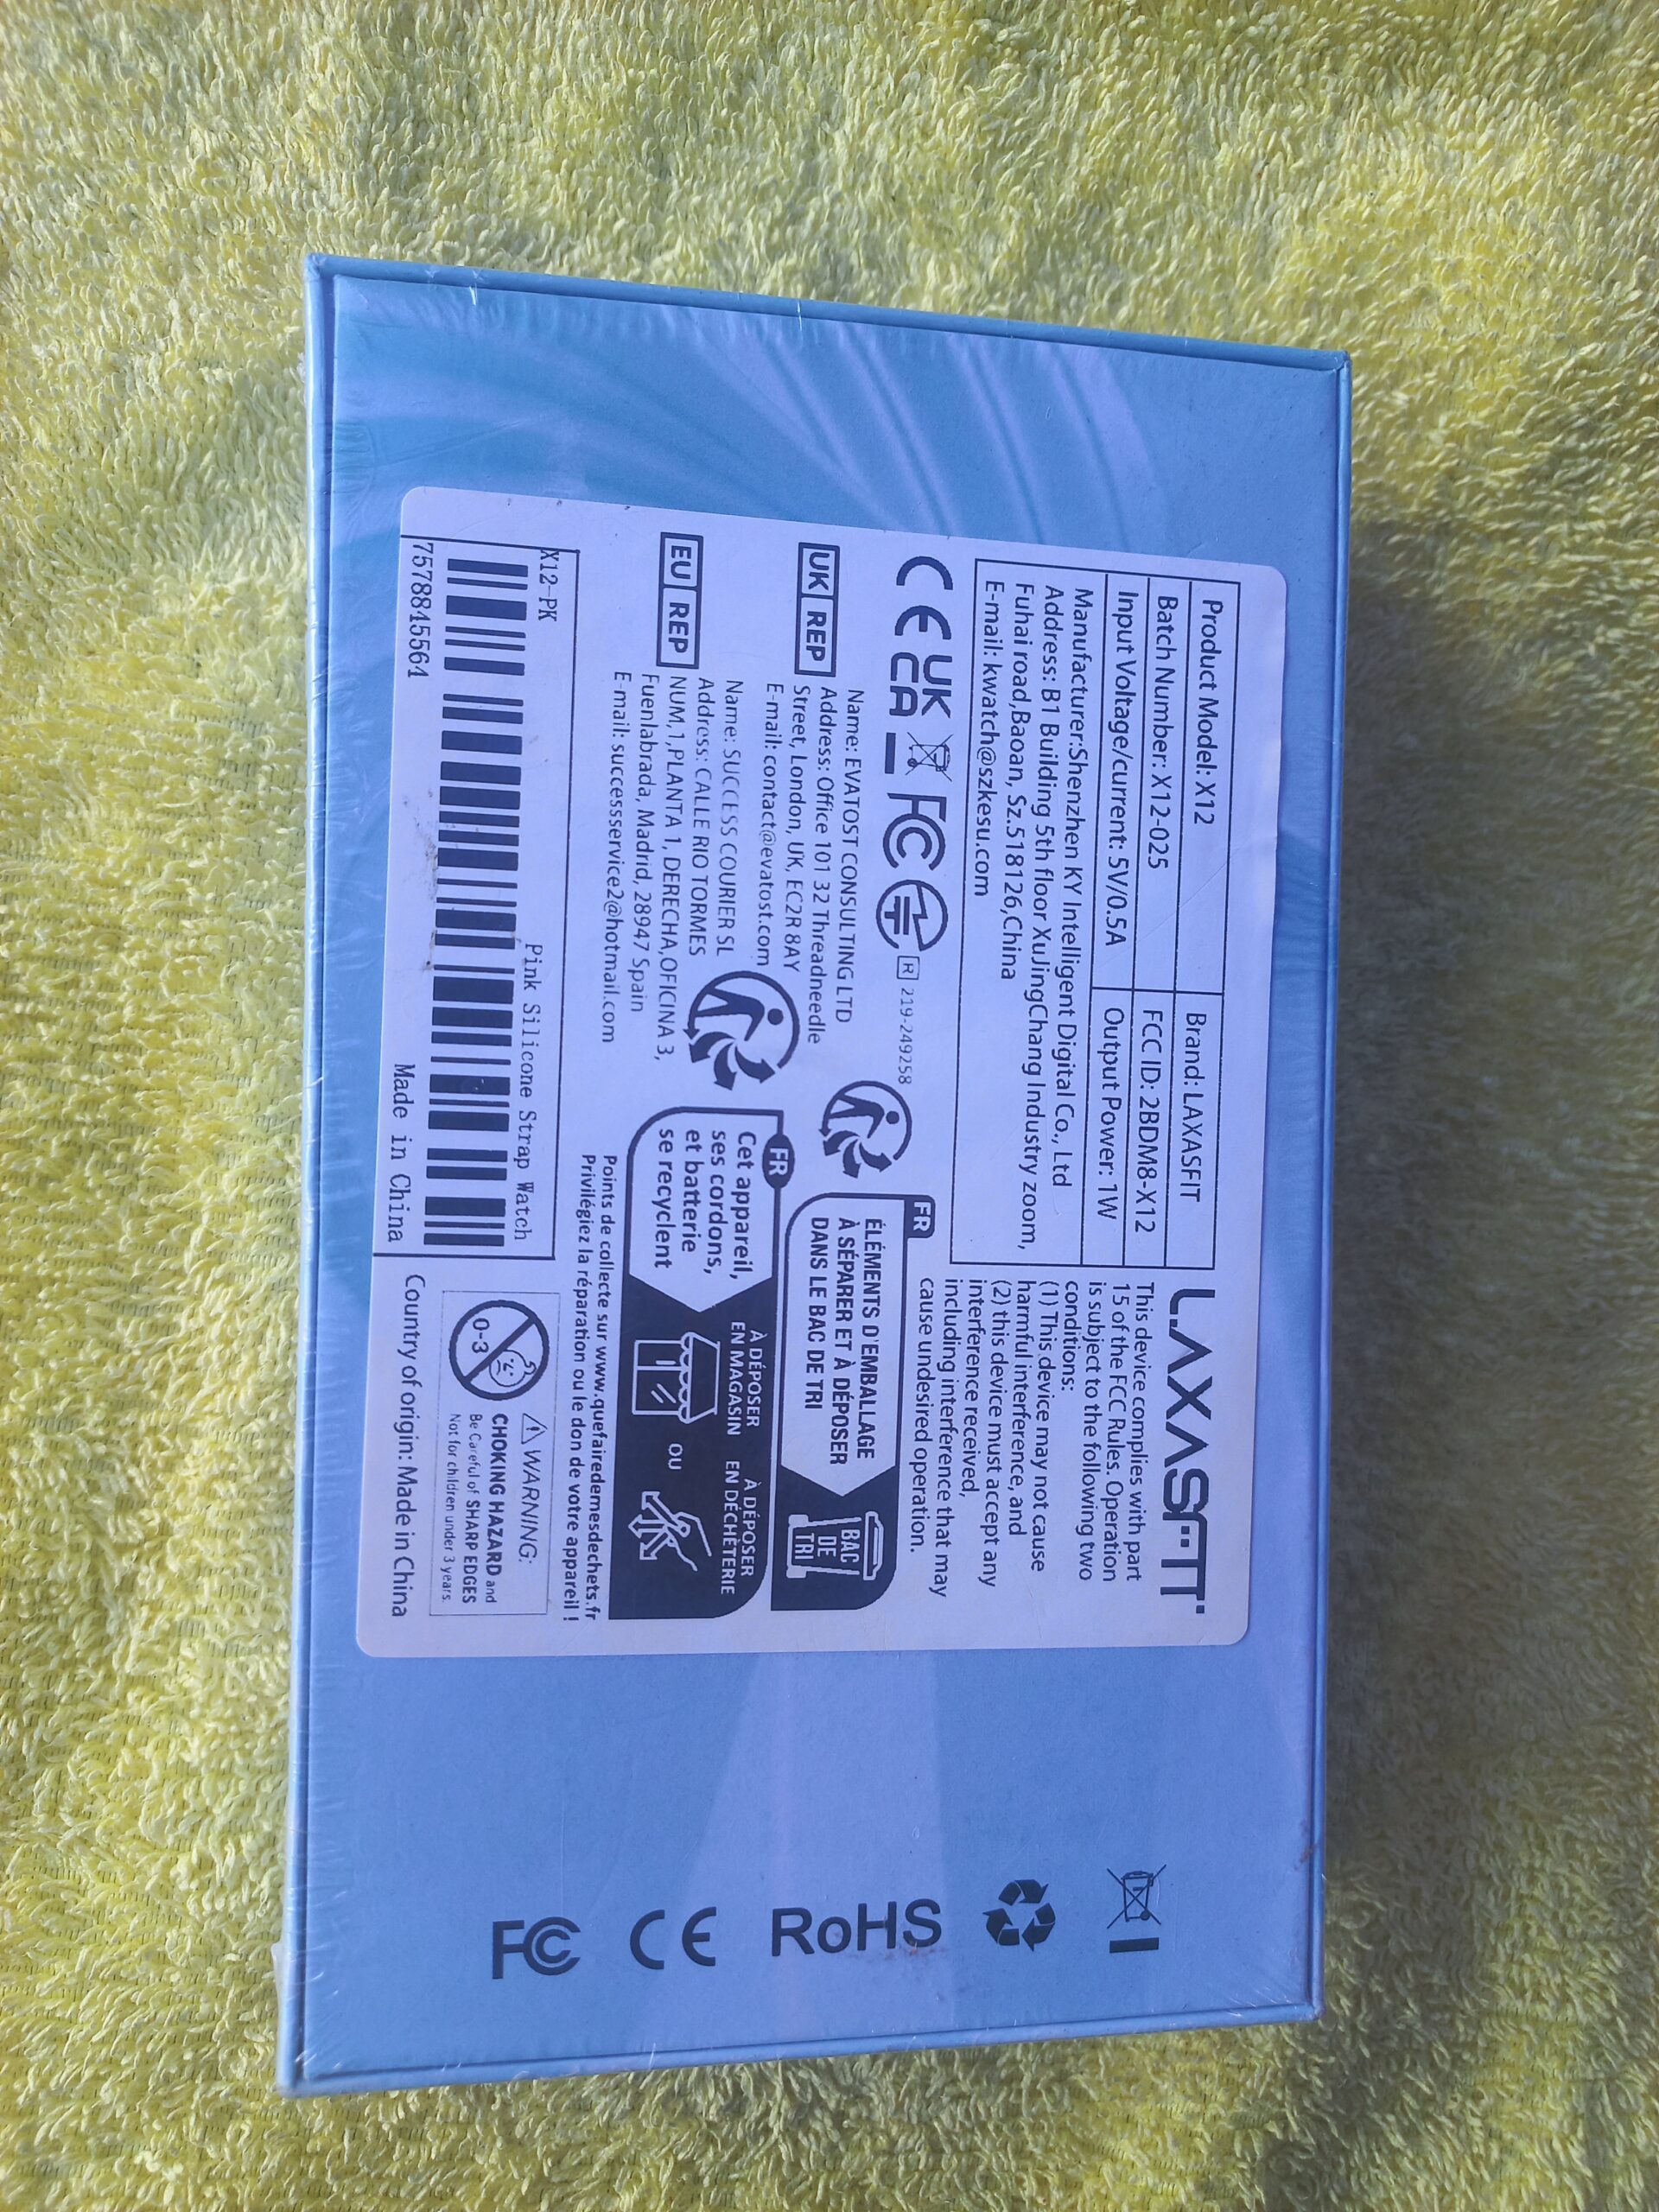 Product Model: X12
Brand: LAXASFIT
Batch Number: X12-025
FCC ID: 2BDM8-X12
Input Voltage/current: 5V/0.5A
Output Power: 1W
Manufacturer:Shenzhen KY Intelligent Digital Co., Ltd
Address: B1 Building 5th floor XuJingChang Industry zoom,
Fuhai road,Baoan, Sz.518126,China
E-mail: kwatch@szkesu.com
LAXASFIT
This device complies with part
15 of the FCC Rules. Operation
is subject to the following two
conditions:
(1) This device may not cause
harmful interference, and
(2) this device must accept any
interference received,
including interference that may
cause undesired operation.
CE UK CA FC R 219-249258
UK REP
Name: EVATOST CONSULTING LTD
Address: Office 101 32 Threadneedle
Street, London, UK, EC2R 8AY
E-mail: contact@evatost.com
EU REP
Name: SUCCESS COURIER SL
Address: CALLE RIO TORMES
NUM,1,PLANTA 1, DERECHA,OFICINA 3,
Fuenlabrada, Madrid, 28947 Spain
E-mail: successservice2@hotmail.com
FR
ÉLÉMENTS D'EMBALLAGE
À SÉPARER ET À DÉPOSER
DANS LE BAC DE TRI
BAC
DE
TRI
FR
Cet appareil,
ses cordons,
et batterie
se recyclent
À DÉPOSER
EN MAGASIN
OU
À DÉPOSER
EN DÉCHÈTERIE
Points de collecte sur www.quefairedemesdechets.fr
Privilégiez la réparation ou le don de votre appareil !
X12-PK
Pink Silicone Strap Watch
7578845564
Made in China
0-3
WARNING:
CHOKING HAZARD and
Be Careful of SHARP EDGES
Not for children under 3 years.
Country of origin: Made in China
FC
CE
RoHS